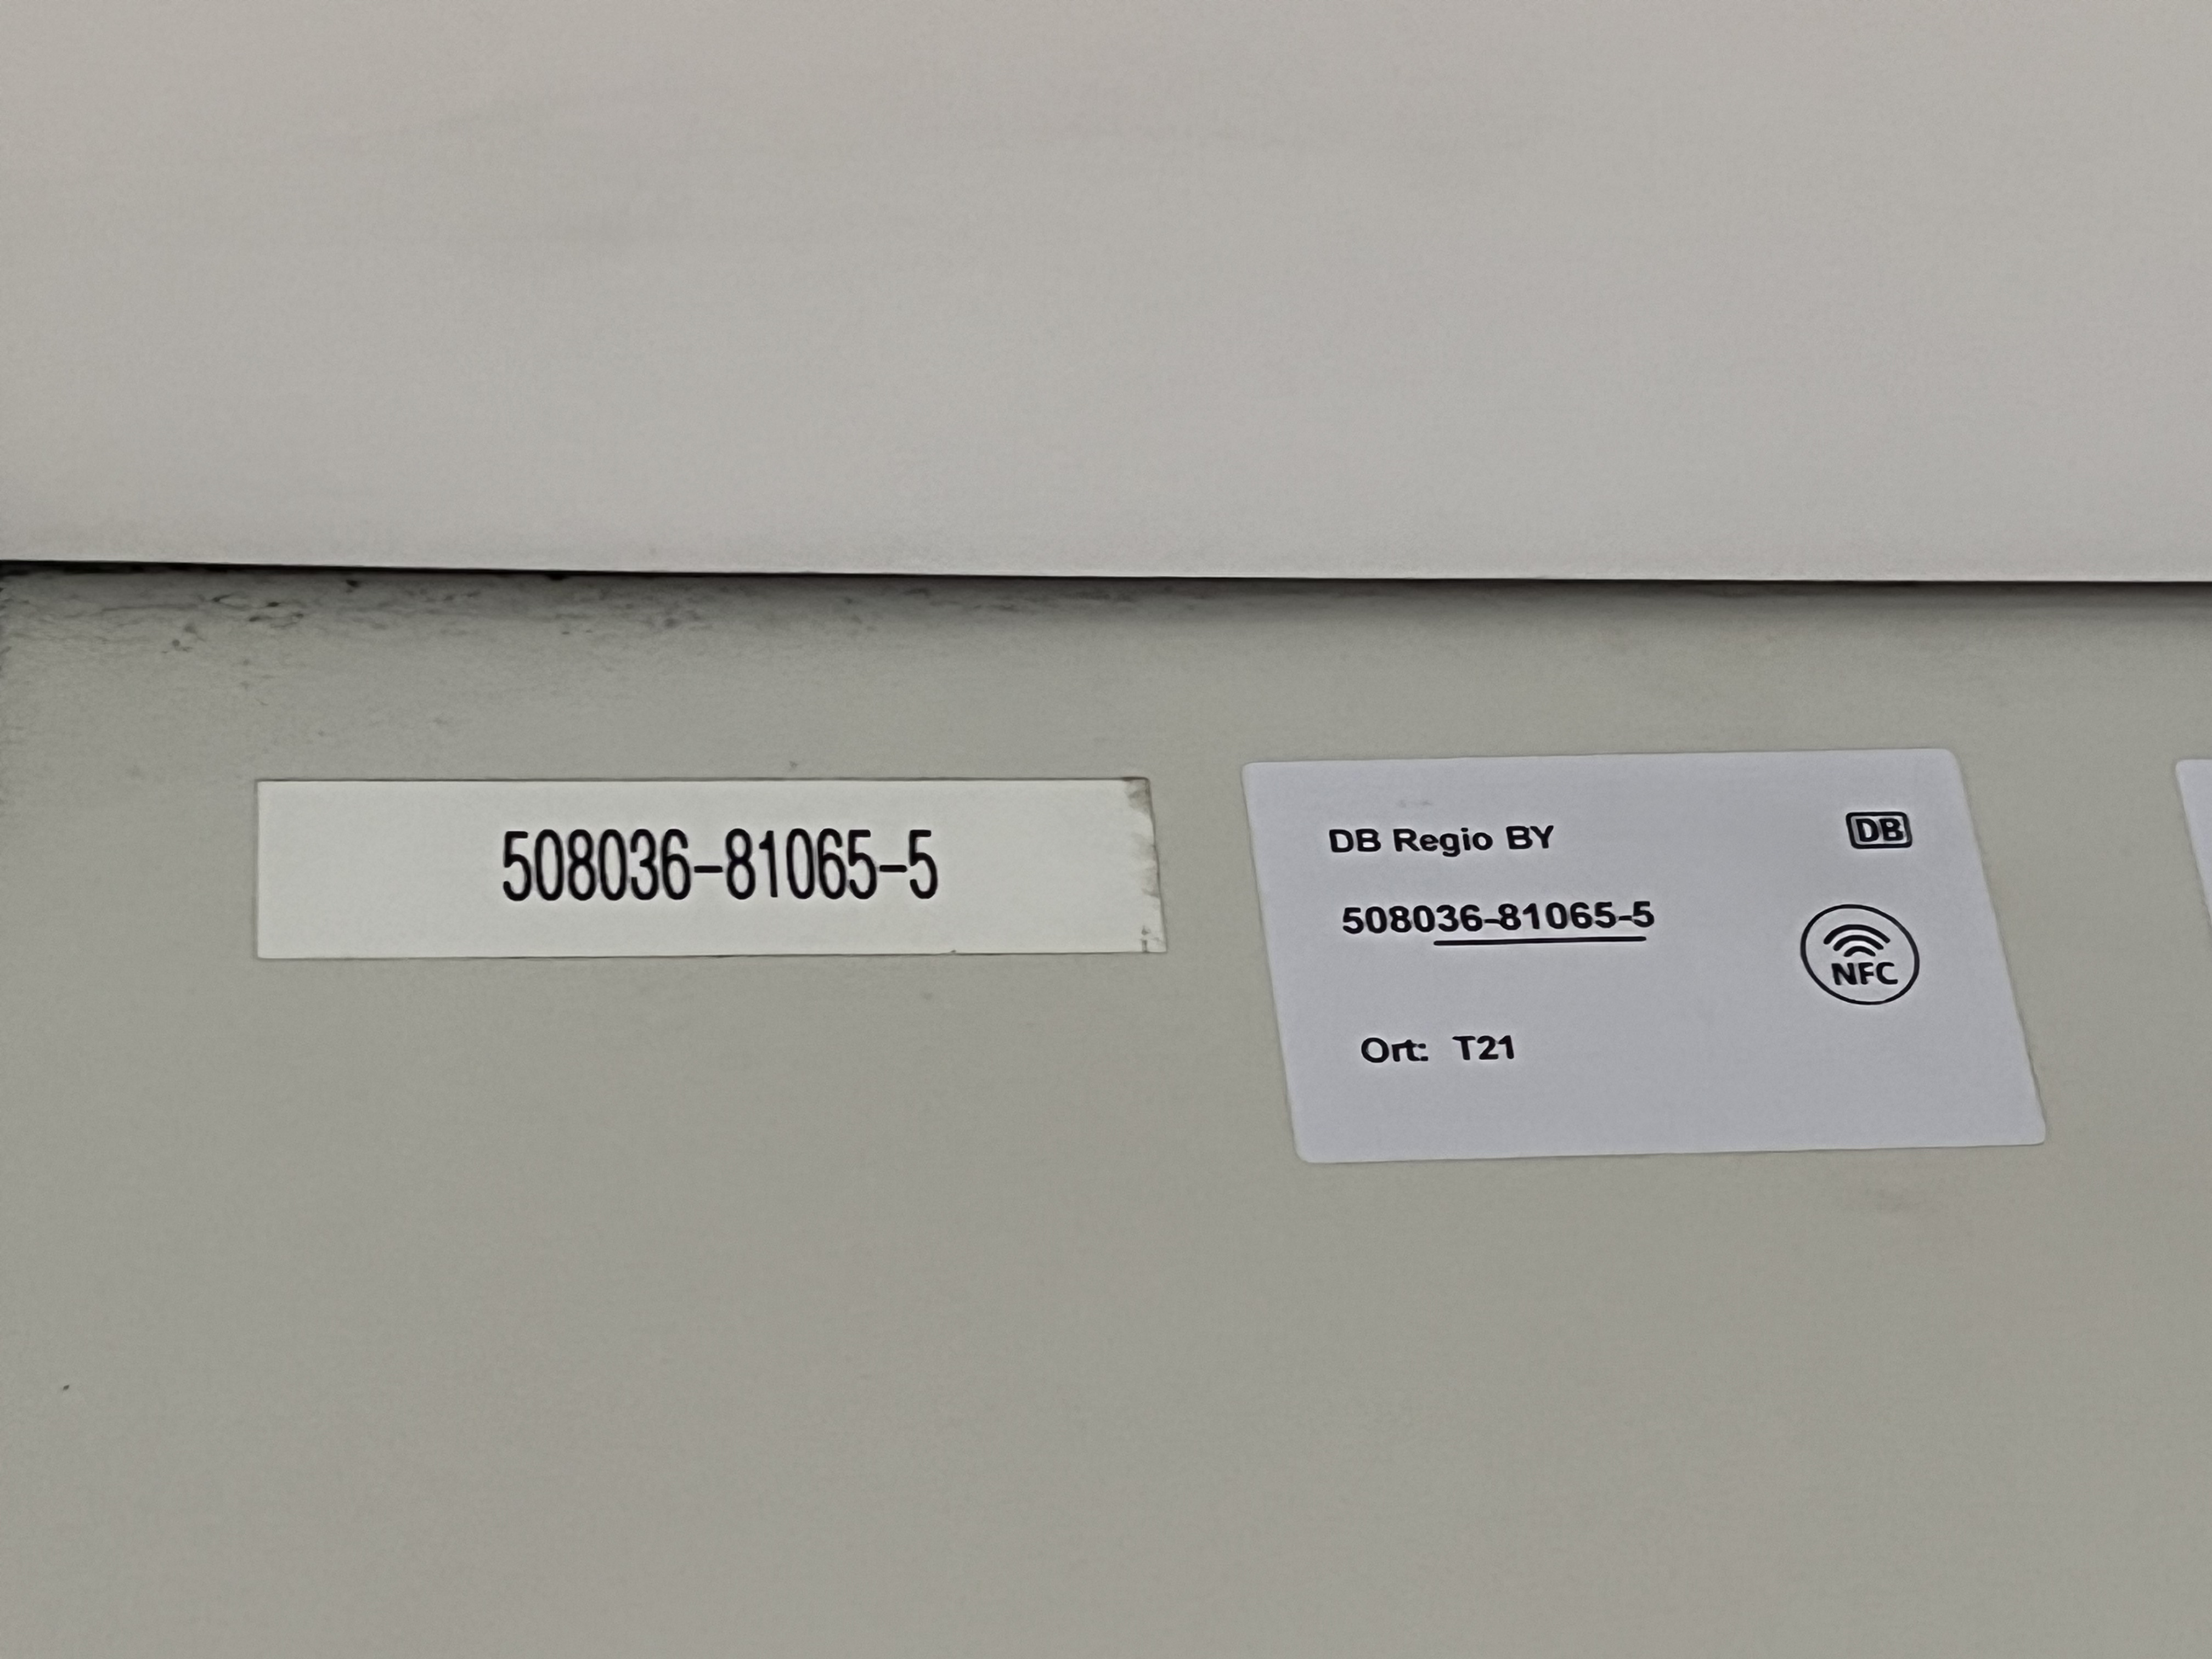 508036-81065-5
DB Regio BY
DB
508036-81065-5
NFC
Ort: T21